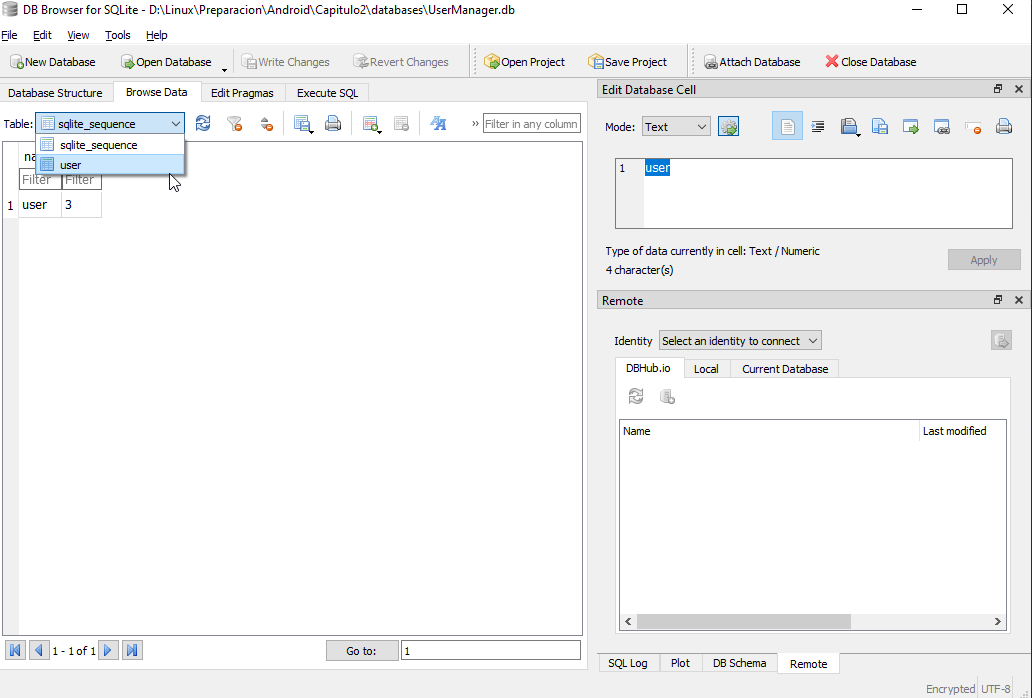 DB Browser for SQLite - D:\Linux\Preparacion\Android\Capitulo2\databases\UserManager.db
File Edit View Tools Help
New Database Open Database Write Changes Revert Changes Open Project Save Project Attach Database Close Database
Database Structure Browse Data Edit Pragmas Execute SQL
Table: sqlite_sequence » Filter in any column
sqlite_sequence
user
na
Filter Filter
1 user 3
1 - 1 of 1 Go to: 1
Edit Database Cell
Mode: Text
1 user
Type of data currently in cell: Text / Numeric
4 character(s)
Apply
Remote
Identity Select an identity to connect
DBHub.io Local Current Database
Name Last modified
SQL Log Plot DB Schema Remote
Encrypted UTF-8